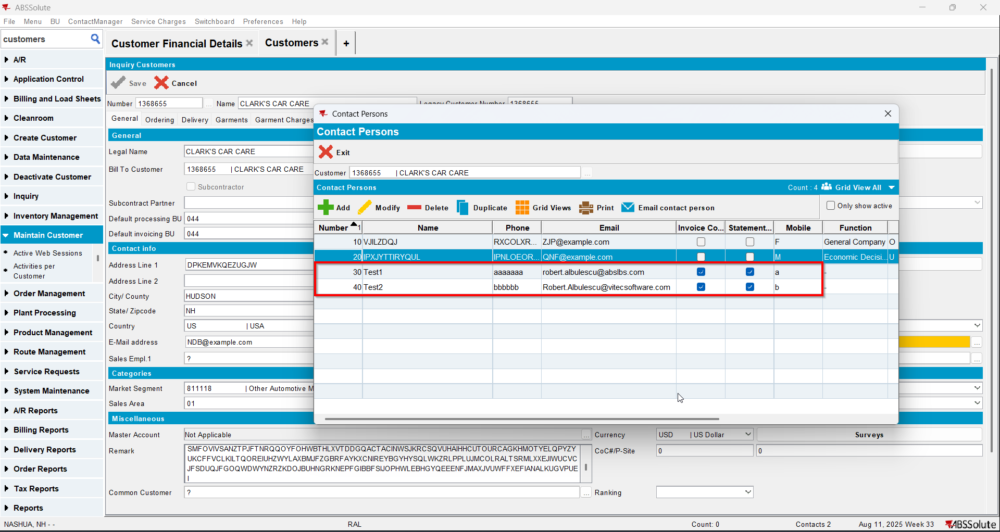 ABSSolute
File Menu BU ContactManager Service Charges Switchboard Preferences Help
customers
Customer Financial Details
Customers
+
A/R
Application Control
Billing and Load Sheets
Cleanroom
Create Customer
Data Maintenance
Deactivate Customer
Inquiry
Inventory Management
Maintain Customer
Active Web Sessions
Activities per
Customer
Order Management
Plant Processing
Product Management
Route Management
Service Requests
System Maintenance
A/R Reports
Billing Reports
Delivery Reports
Order Reports
Tax Reports
Reports
Inquiry Customers
Save Cancel
Number 1368655 ... Name CLARK'S CAR CARE Legacy Customer Number 1368655
General Ordering Delivery Garments Garment Charges
General
Legal Name CLARK'S CAR CARE
Bill To Customer 1368655 | CLARK'S CAR CARE
Subcontractor
Subcontract Partner
Default processing BU 044
Default invoicing BU 044
Contact info
Address Line 1 DPKEMVKQEZUGJW
Address Line 2
City/ County HUDSON
State/ Zipcode NH
Country US | USA
E-Mail address NDB@example.com
Sales Empl.1 ?
Categories
Market Segment 811118 | Other Automotive M
Sales Area 01
Miscellaneous
Master Account Not Applicable ... Currency USD | US Dollar Surveys
Remark
SMFOVIVSANZTPJFTNRQQOYFOHWBTHLXVTDDGQACTACINWSJKRCSQVUHAIHHCUTOURCAGKHMOTYELQPYZY
UKCFFVCLKILTQOREIUHZWYLAXBMJFZGBRFAYKXCNIREYBGYHYSQLWKZRLPPLUJMCOLRALTSRMLXXEJIWUCVC
JFSDUQJFGOQWDWYNZRZKDOJBUHNGRKNEPFGIBBFSIJOPHWLEBHGYQEEENFJMAXJVUWFFXEFIANALKUGVPUE
I
CoC#/P-Site 0 0
Common Customer ? ... Ranking
Contact Persons
Contact Persons
Exit
Customer 1368655 | CLARK'S CAR CARE ...
Contact Persons Count : 4 Grid View All
Add Modify Delete Duplicate Grid Views Print Email contact person Only show active
Number 1 Name Phone Email Invoice Co... Statement... Mobile Function
10 VJILZDQJ RXCOLXR... ZJP@example.com F General Company O
20 IPXJYTTIRYQUL IPNLOEOR... QNF@example.com M Economic Decisi... U
30 Test1 aaaaaaa robert.albulescu@abslbs.com a -
40 Test2 bbbbbb Robert.Albulescu@vitecsoftware.com b -
...
...
NASHUA, NH - - RAL Count: 0 Contacts 2 Aug 11, 2025 Week 33 ABSSolute